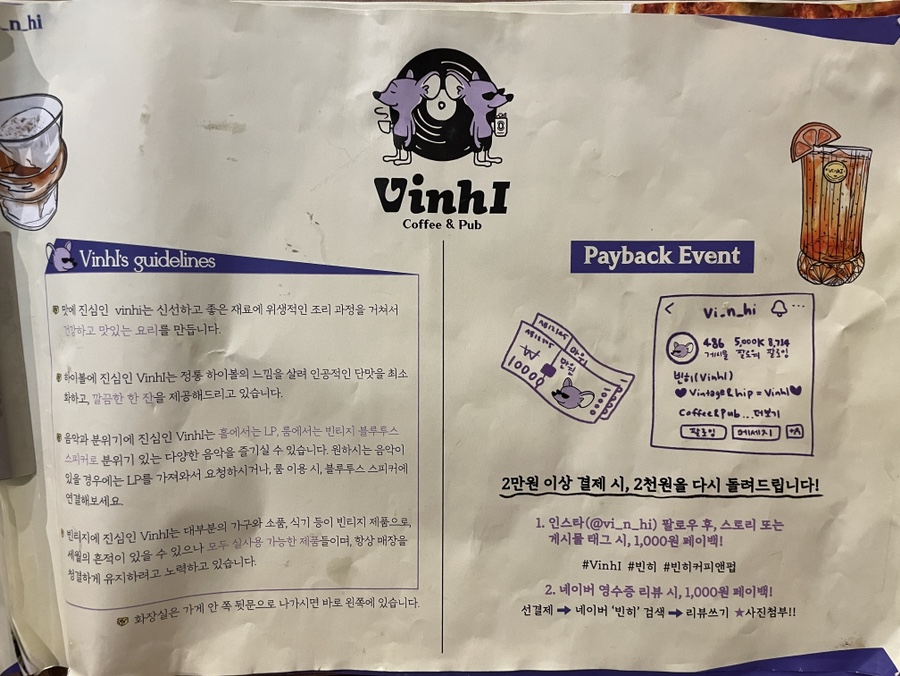 _n_hi
VinhI
Coffee & Pub
VinhI's guidelines
맛에 진심인 vinhi는 신선하고 좋은 재료에 위생적인 조리 과정을 거쳐서
건강하고 맛있는 요리를 만듭니다.
하이볼에 진심인 VinhI는 정통 하이볼의 느낌을 살려 인공적인 단맛을 최소
화하고, 깔끔한 한 잔을 제공해드리고 있습니다.
음악과 분위기에 진심인 VinhI는 홀에서는 LP, 룸에서는 빈티지 블루투스
스피커로 분위기 있는 다양한 음악을 즐기실 수 있습니다. 원하시는 음악이
있을 경우에는 LP를 가져와서 요청하시거나, 룸 이용 시, 블루투스 스피커에
연결해보세요.
빈티지에 진심인 VinhI는 대부분의 가구와 소품, 식기 등이 빈티지 제품으로,
세월의 흔적이 있을 수 있으나 모두 실사용 가능한 제품들이며, 항상 매장을
청결하게 유지하려고 노력하고 있습니다.
화장실은 가게 안 쪽 뒷문으로 나가시면 바로 왼쪽에 있습니다.
Payback Event
AB12345
AB12345
만원
₩
10000
10000
vi_n_hi
486 5,000K 8,734
게시물 팔로워 팔로잉
빈히(VinhI)
Vintage&hip = VinhI
Coffee&Pub...더보기
팔로잉 메세지
2만원 이상 결제 시, 2천원을 다시 돌려드립니다!
1. 인스타(@vi_n_hi) 팔로우 후, 스토리 또는
게시물 태그 시, 1,000원 페이백!
#VinhI #빈히 #빈히커피앤펍
2. 네이버 영수증 리뷰 시, 1,000원 페이백!
선결제 ➡ 네이버 '빈히' 검색 ➡ 리뷰쓰기 ★사진첨부!!
VINHI